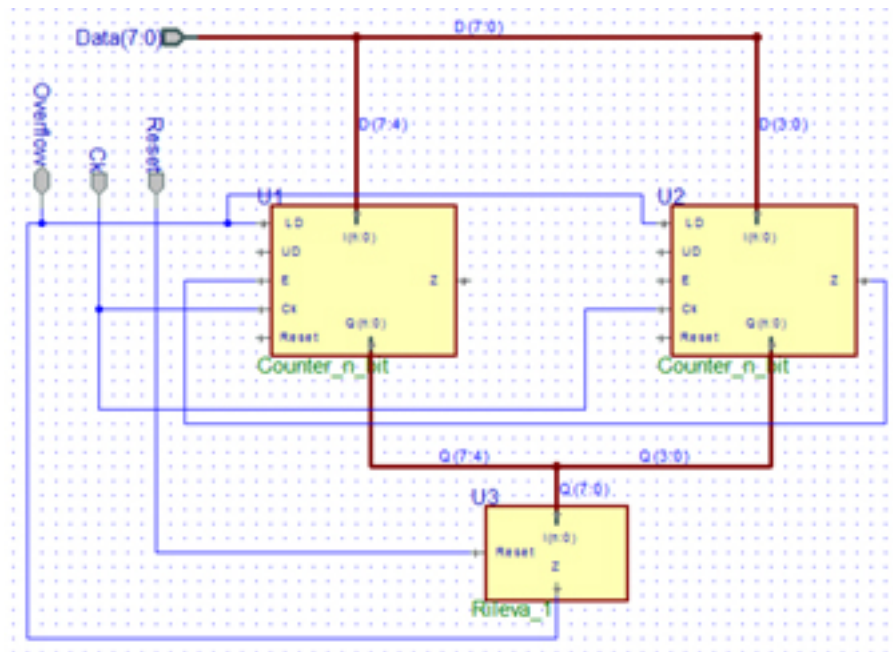 Data(7:0)
D(7:0)
D(7:4)
D(3:0)
Overflow
Ck
Reset
U1
LD
UD
E
Ck
Reset
I(n:0)
Z
Q(n:0)
Counter_n_bit
U2
LD
UD
E
Ck
Reset
I(n:0)
Z
Q(n:0)
Counter_n_bit
Q(7:4)
Q(3:0)
Q(7:0)
U3
I(n:0)
Reset
Z
Rileva_1